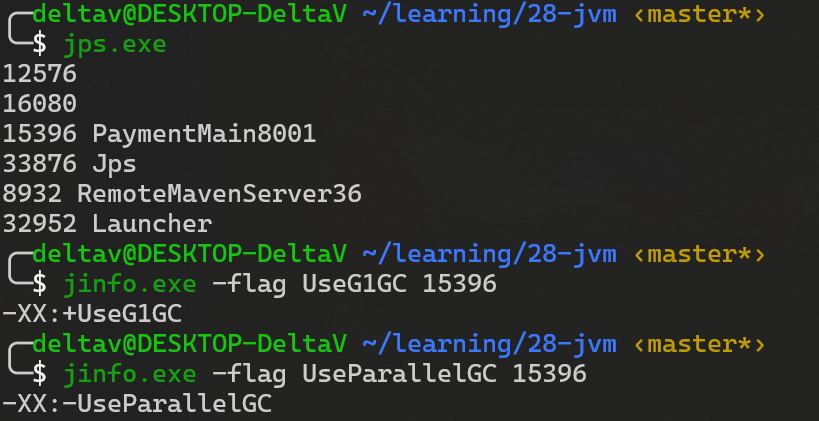 deltav@DESKTOP-DeltaV ~/learning/28-jvm ‹master*›
$ jps.exe
12576
16080
15396 PaymentMain8001
33876 Jps
8932 RemoteMavenServer36
32952 Launcher
deltav@DESKTOP-DeltaV ~/learning/28-jvm ‹master*›
$ jinfo.exe -flag UseG1GC 15396
-XX:+UseG1GC
deltav@DESKTOP-DeltaV ~/learning/28-jvm ‹master*›
$ jinfo.exe -flag UseParallelGC 15396
-XX:-UseParallelGC